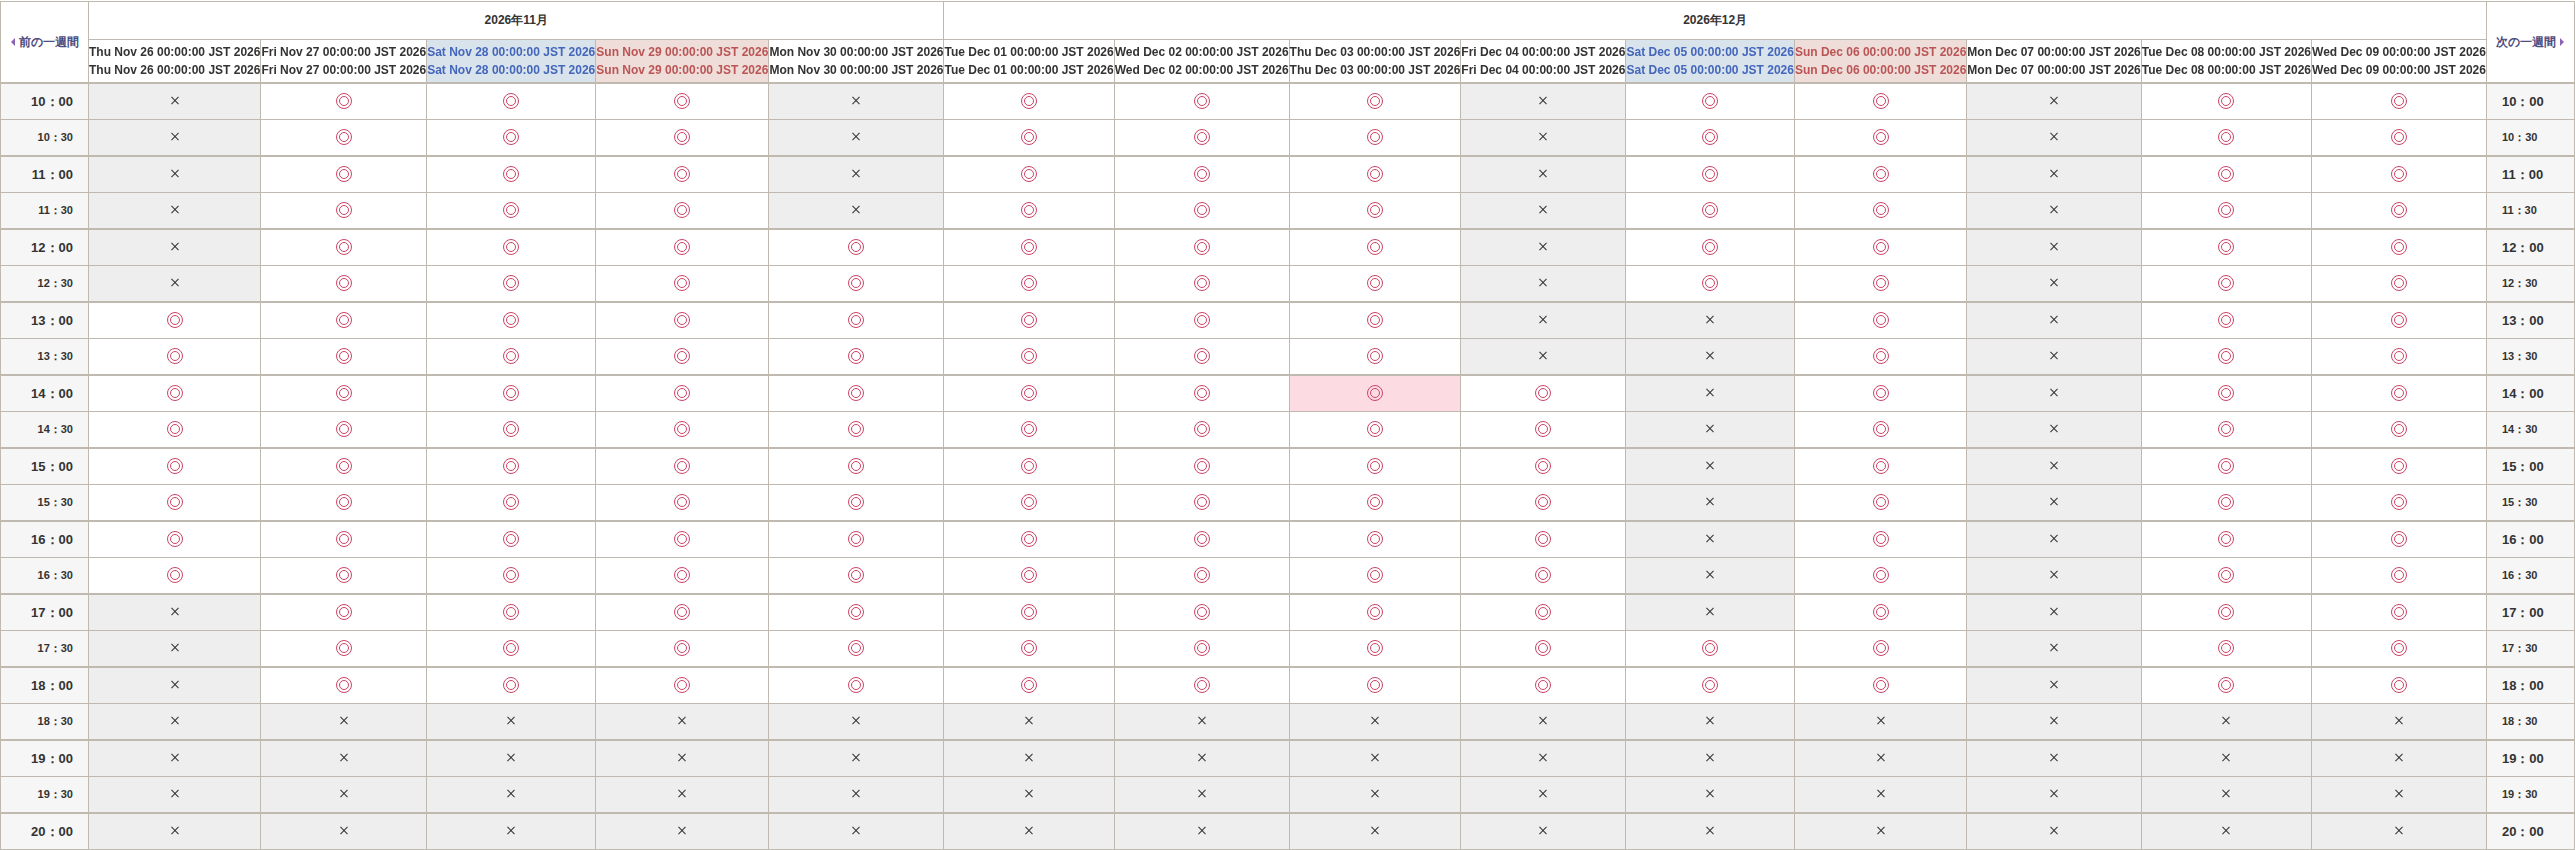 前の一週間 2026年11月 2026年12月 次の一週間
Thu Nov 26 00:00:00 JST 2026 Fri Nov 27 00:00:00 JST 2026 Sat Nov 28 00:00:00 JST 2026 Sun Nov 29 00:00:00 JST 2026 Mon Nov 30 00:00:00 JST 2026 Tue Dec 01 00:00:00 JST 2026 Wed Dec 02 00:00:00 JST 2026 Thu Dec 03 00:00:00 JST 2026 Fri Dec 04 00:00:00 JST 2026 Sat Dec 05 00:00:00 JST 2026 Sun Dec 06 00:00:00 JST 2026 Mon Dec 07 00:00:00 JST 2026 Tue Dec 08 00:00:00 JST 2026 Wed Dec 09 00:00:00 JST 2026
Thu Nov 26 00:00:00 JST 2026 Fri Nov 27 00:00:00 JST 2026 Sat Nov 28 00:00:00 JST 2026 Sun Nov 29 00:00:00 JST 2026 Mon Nov 30 00:00:00 JST 2026 Tue Dec 01 00:00:00 JST 2026 Wed Dec 02 00:00:00 JST 2026 Thu Dec 03 00:00:00 JST 2026 Fri Dec 04 00:00:00 JST 2026 Sat Dec 05 00:00:00 JST 2026 Sun Dec 06 00:00:00 JST 2026 Mon Dec 07 00:00:00 JST 2026 Tue Dec 08 00:00:00 JST 2026 Wed Dec 09 00:00:00 JST 2026
10：00 × ◎ ◎ ◎ × ◎ ◎ ◎ × ◎ ◎ × ◎ ◎ 10：00
10：30 × ◎ ◎ ◎ × ◎ ◎ ◎ × ◎ ◎ × ◎ ◎ 10：30
11：00 × ◎ ◎ ◎ × ◎ ◎ ◎ × ◎ ◎ × ◎ ◎ 11：00
11：30 × ◎ ◎ ◎ × ◎ ◎ ◎ × ◎ ◎ × ◎ ◎ 11：30
12：00 × ◎ ◎ ◎ ◎ ◎ ◎ ◎ × ◎ ◎ × ◎ ◎ 12：00
12：30 × ◎ ◎ ◎ ◎ ◎ ◎ ◎ × ◎ ◎ × ◎ ◎ 12：30
13：00 ◎ ◎ ◎ ◎ ◎ ◎ ◎ ◎ × × ◎ × ◎ ◎ 13：00
13：30 ◎ ◎ ◎ ◎ ◎ ◎ ◎ ◎ × × ◎ × ◎ ◎ 13：30
14：00 ◎ ◎ ◎ ◎ ◎ ◎ ◎ ◎ ◎ × ◎ × ◎ ◎ 14：00
14：30 ◎ ◎ ◎ ◎ ◎ ◎ ◎ ◎ ◎ × ◎ × ◎ ◎ 14：30
15：00 ◎ ◎ ◎ ◎ ◎ ◎ ◎ ◎ ◎ × ◎ × ◎ ◎ 15：00
15：30 ◎ ◎ ◎ ◎ ◎ ◎ ◎ ◎ ◎ × ◎ × ◎ ◎ 15：30
16：00 ◎ ◎ ◎ ◎ ◎ ◎ ◎ ◎ ◎ × ◎ × ◎ ◎ 16：00
16：30 ◎ ◎ ◎ ◎ ◎ ◎ ◎ ◎ ◎ × ◎ × ◎ ◎ 16：30
17：00 × ◎ ◎ ◎ ◎ ◎ ◎ ◎ ◎ × ◎ × ◎ ◎ 17：00
17：30 × ◎ ◎ ◎ ◎ ◎ ◎ ◎ ◎ ◎ ◎ × ◎ ◎ 17：30
18：00 × ◎ ◎ ◎ ◎ ◎ ◎ ◎ ◎ ◎ ◎ × ◎ ◎ 18：00
18：30 × × × × × × × × × × × × × × 18：30
19：00 × × × × × × × × × × × × × × 19：00
19：30 × × × × × × × × × × × × × × 19：30
20：00 × × × × × × × × × × × × × × 20：00